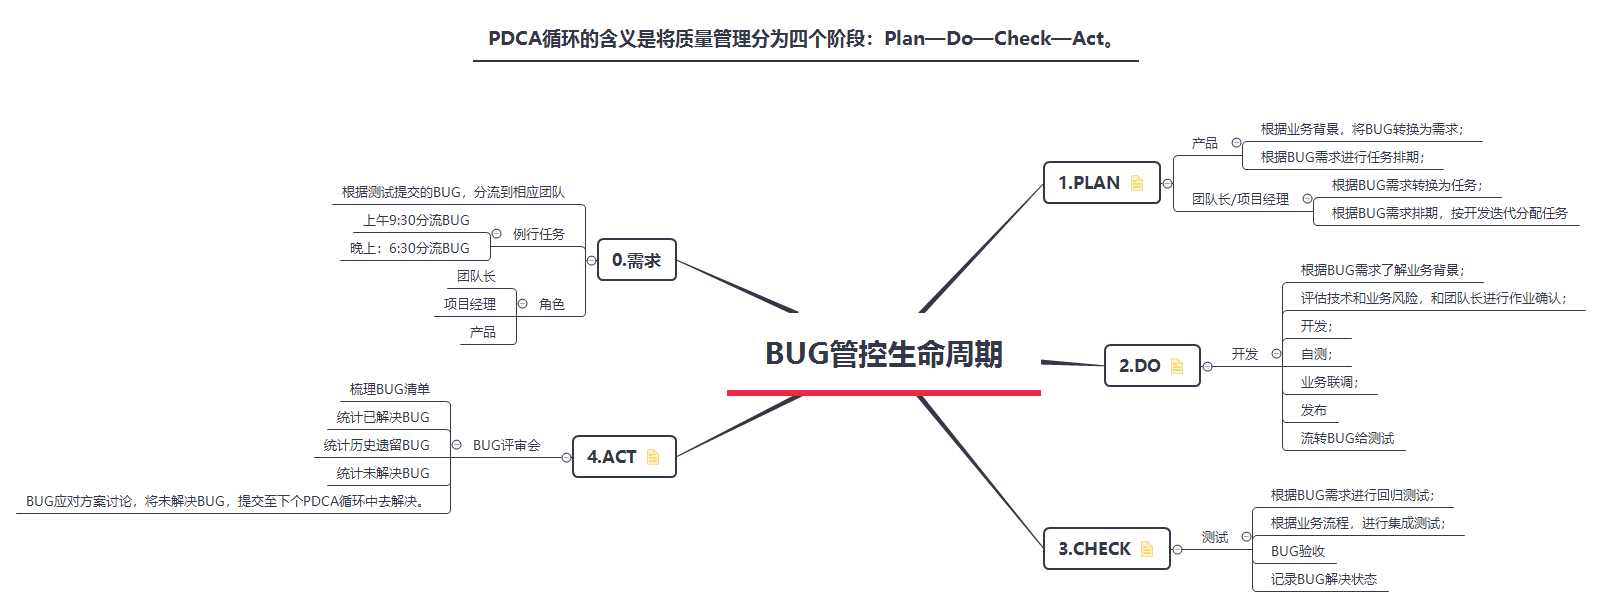 PDCA循环的含义是将质量管理分为四个阶段：Plan—Do—Check—Act。
BUG管控生命周期
0.需求
根据测试提交的BUG，分流到相应团队
例行任务
上午9:30分流BUG
晚上：6:30分流BUG
角色
团队长
项目经理
产品
1.PLAN
产品
根据业务背景，将BUG转换为需求；
根据BUG需求进行任务排期；
团队长/项目经理
根据BUG需求转换为任务；
根据BUG需求排期，按开发迭代分配任务
2.DO
开发
根据BUG需求了解业务背景；
评估技术和业务风险，和团队长进行作业确认；
开发；
自测；
业务联调；
发布
流转BUG给测试
3.CHECK
测试
根据BUG需求进行回归测试；
根据业务流程，进行集成测试；
BUG验收
记录BUG解决状态
4.ACT
BUG评审会
梳理BUG清单
统计已解决BUG
统计历史遗留BUG
统计未解决BUG
BUG应对方案讨论，将未解决BUG，提交至下个PDCA循环中去解决。